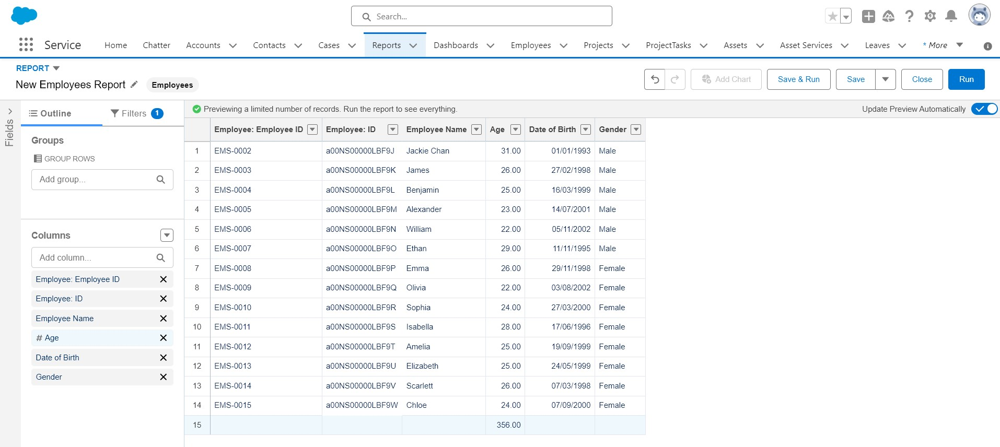 Search...
Service Home Chatter Accounts Contacts Cases Reports Dashboards Employees Projects ProjectTasks Assets Asset Services Leaves * More
REPORT
New Employees Report Employees
Add Chart Save & Run Save Close Run
Fields
Outline Filters 1
Previewing a limited number of records. Run the report to see everything. Update Preview Automatically
Groups
GROUP ROWS
Add group...
Columns
Add column...
Employee: Employee ID
Employee: ID
Employee Name
# Age
Date of Birth
Gender
Employee: Employee ID Employee: ID Employee Name Age Date of Birth Gender
1 EMS-0002 a00NS00000LBF9J Jackie Chan 31.00 01/01/1993 Male
2 EMS-0003 a00NS00000LBF9K James 26.00 27/02/1998 Male
3 EMS-0004 a00NS00000LBF9L Benjamin 25.00 16/03/1999 Male
4 EMS-0005 a00NS00000LBF9M Alexander 23.00 14/07/2001 Male
5 EMS-0006 a00NS00000LBF9N William 22.00 05/11/2002 Male
6 EMS-0007 a00NS00000LBF9O Ethan 29.00 11/11/1995 Male
7 EMS-0008 a00NS00000LBF9P Emma 26.00 29/11/1998 Female
8 EMS-0009 a00NS00000LBF9Q Olivia 22.00 03/08/2002 Female
9 EMS-0010 a00NS00000LBF9R Sophia 24.00 27/03/2000 Female
10 EMS-0011 a00NS00000LBF9S Isabella 28.00 17/06/1996 Female
11 EMS-0012 a00NS00000LBF9T Amelia 25.00 19/09/1999 Female
12 EMS-0013 a00NS00000LBF9U Elizabeth 25.00 24/05/1999 Female
13 EMS-0014 a00NS00000LBF9V Scarlett 26.00 07/03/1998 Female
14 EMS-0015 a00NS00000LBF9W Chloe 24.00 07/09/2000 Female
15 356.00